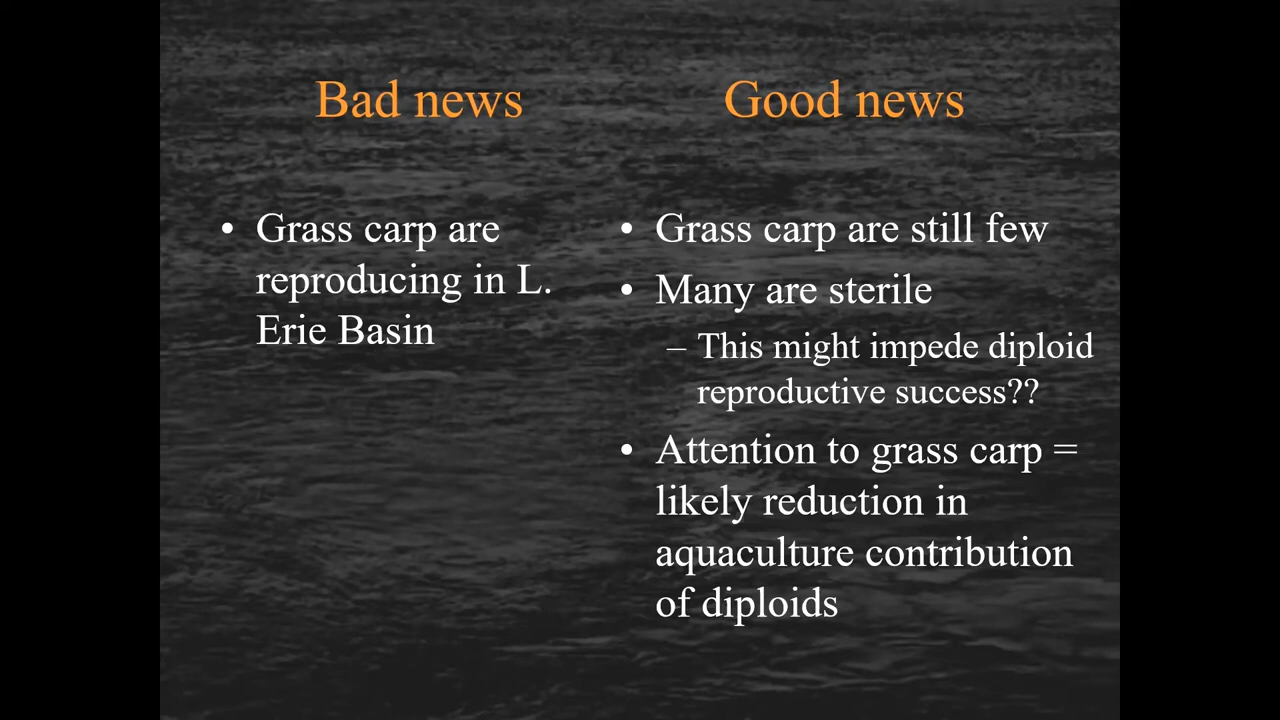 Bad news
• Grass carp are
reproducing in L.
Erie Basin
Good news
• Grass carp are still few
• Many are sterile
– This might impede diploid
reproductive success??
• Attention to grass carp =
likely reduction in
aquaculture contribution
of diploids